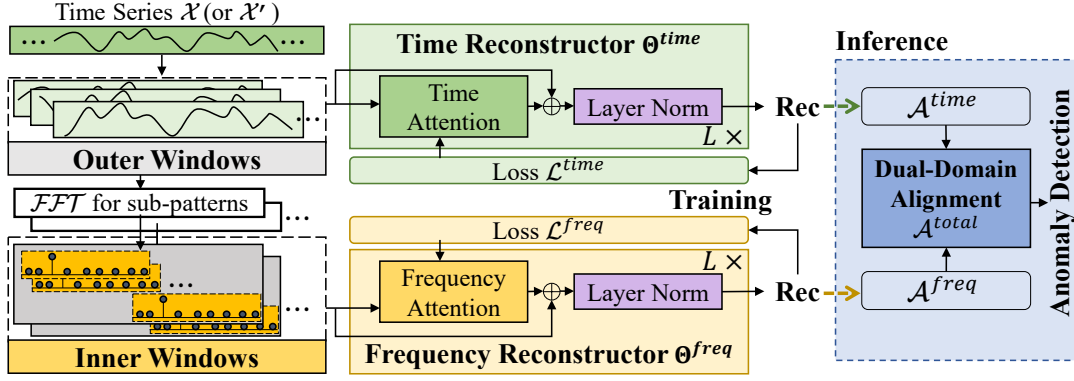 Time Series 𝒳 (or 𝒳′)
... ...
...
Outer Windows
ℱℱ𝒯 for sub-patterns
...
...
...
...
Inner Windows
Time Reconstructor Θ^time
Time
Attention
⊕
Layer Norm
L ×
Loss ℒ^time
Rec
Training
Loss ℒ^freq
L ×
Frequency
Attention
⊕
Layer Norm
Rec
Frequency Reconstructor Θ^freq
Inference
𝒜^time
Dual-Domain
Alignment
𝒜^total
𝒜^freq
Anomaly Detection